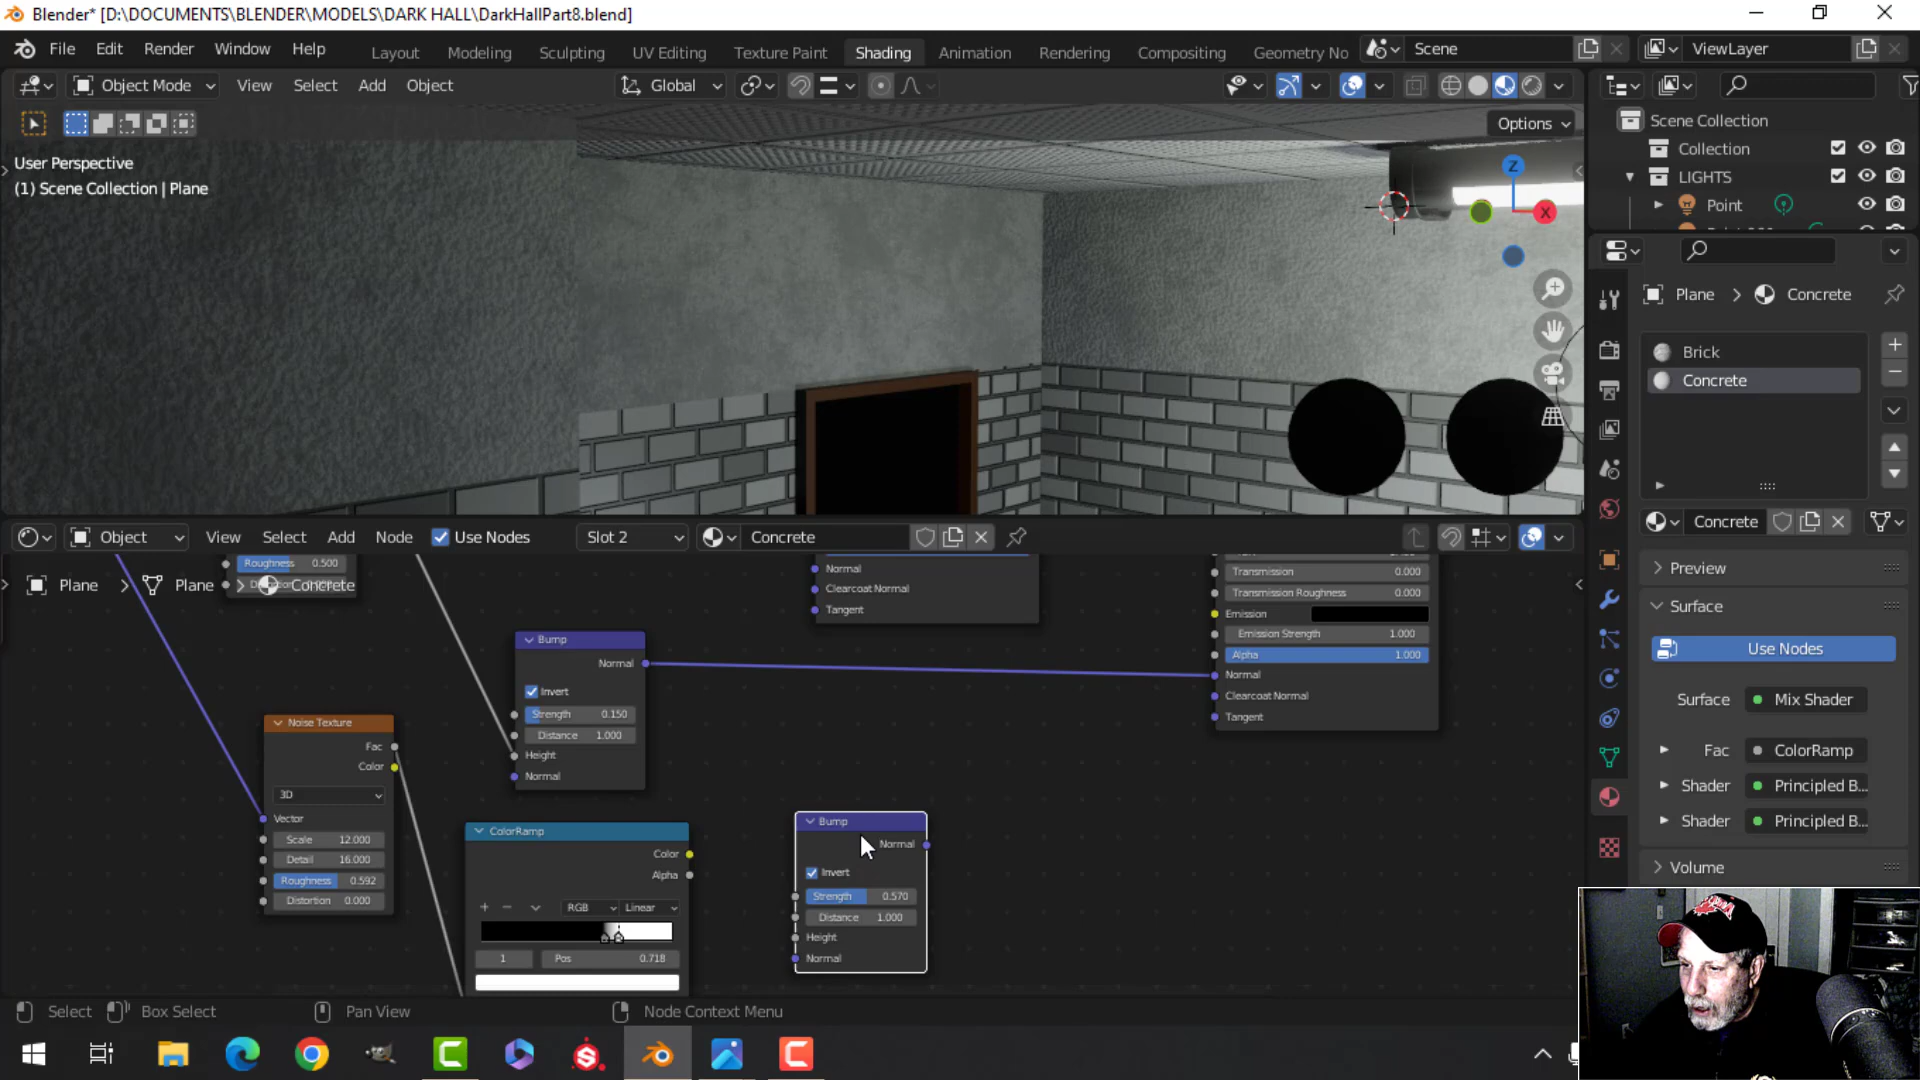 Blender* [D:\DOCUMENTS\BLENDER\MODELS\DARK HALL\DarkHallPart8.blend]
File Edit Render Window Help Layout Modeling Sculpting UV Editing Texture Paint Shading Animation Rendering Compositing Geometry No Scene ViewLayer
Object Mode View Select Add Object Global
Options
User Perspective
(1) Scene Collection | Plane
Z
X
Scene Collection
Collection
LIGHTS
Point
Plane > Concrete
Brick
Concrete
Concrete
Preview
Surface
Use Nodes
Surface Mix Shader
Fac ColorRamp
Shader Principled B...
Shader Principled B...
Volume
Object View Select Add Node Use Nodes Slot 2 Concrete
Plane > Plane > Concrete
Roughness 0.500
Normal
Clearcoat Normal
Tangent
Transmission 0.000
Transmission Roughness 0.000
Emission
Emission Strength 1.000
Alpha 1.000
Normal
Clearcoat Normal
Tangent
Bump
Normal
Invert
Strength 0.150
Distance 1.000
Height
Normal
Noise Texture
Fac
Color
3D
Vector
Scale 12.000
Detail 16.000
Roughness 0.592
Distortion 0.000
ColorRamp
Color
Alpha
+ − RGB Linear
1 Pos 0.718
Bump
Normal
Invert
Strength 0.570
Distance 1.000
Height
Normal
Select Box Select Pan View Node Context Menu